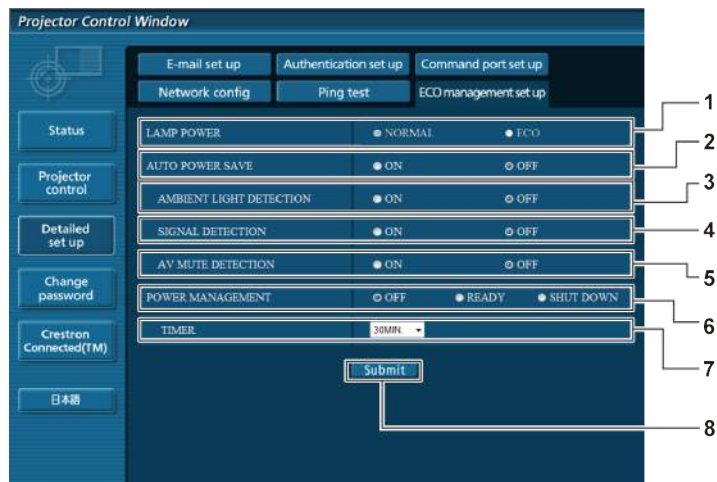 Projector Control Window
E-mail set up Authentication set up Command port set up
Network config Ping test ECO management set up
Status
Projector
control
Detailed
set up
Change
password
Crestron
Connected(TM)
日本語
LAMP POWER NORMAL ECO 1
AUTO POWER SAVE ON OFF 2
AMBIENT LIGHT DETECTION ON OFF 3
SIGNAL DETECTION ON OFF 4
AV MUTE DETECTION ON OFF 5
POWER MANAGEMENT OFF READY SHUT DOWN 6
TIMER 30MIN. 7
Submit 8